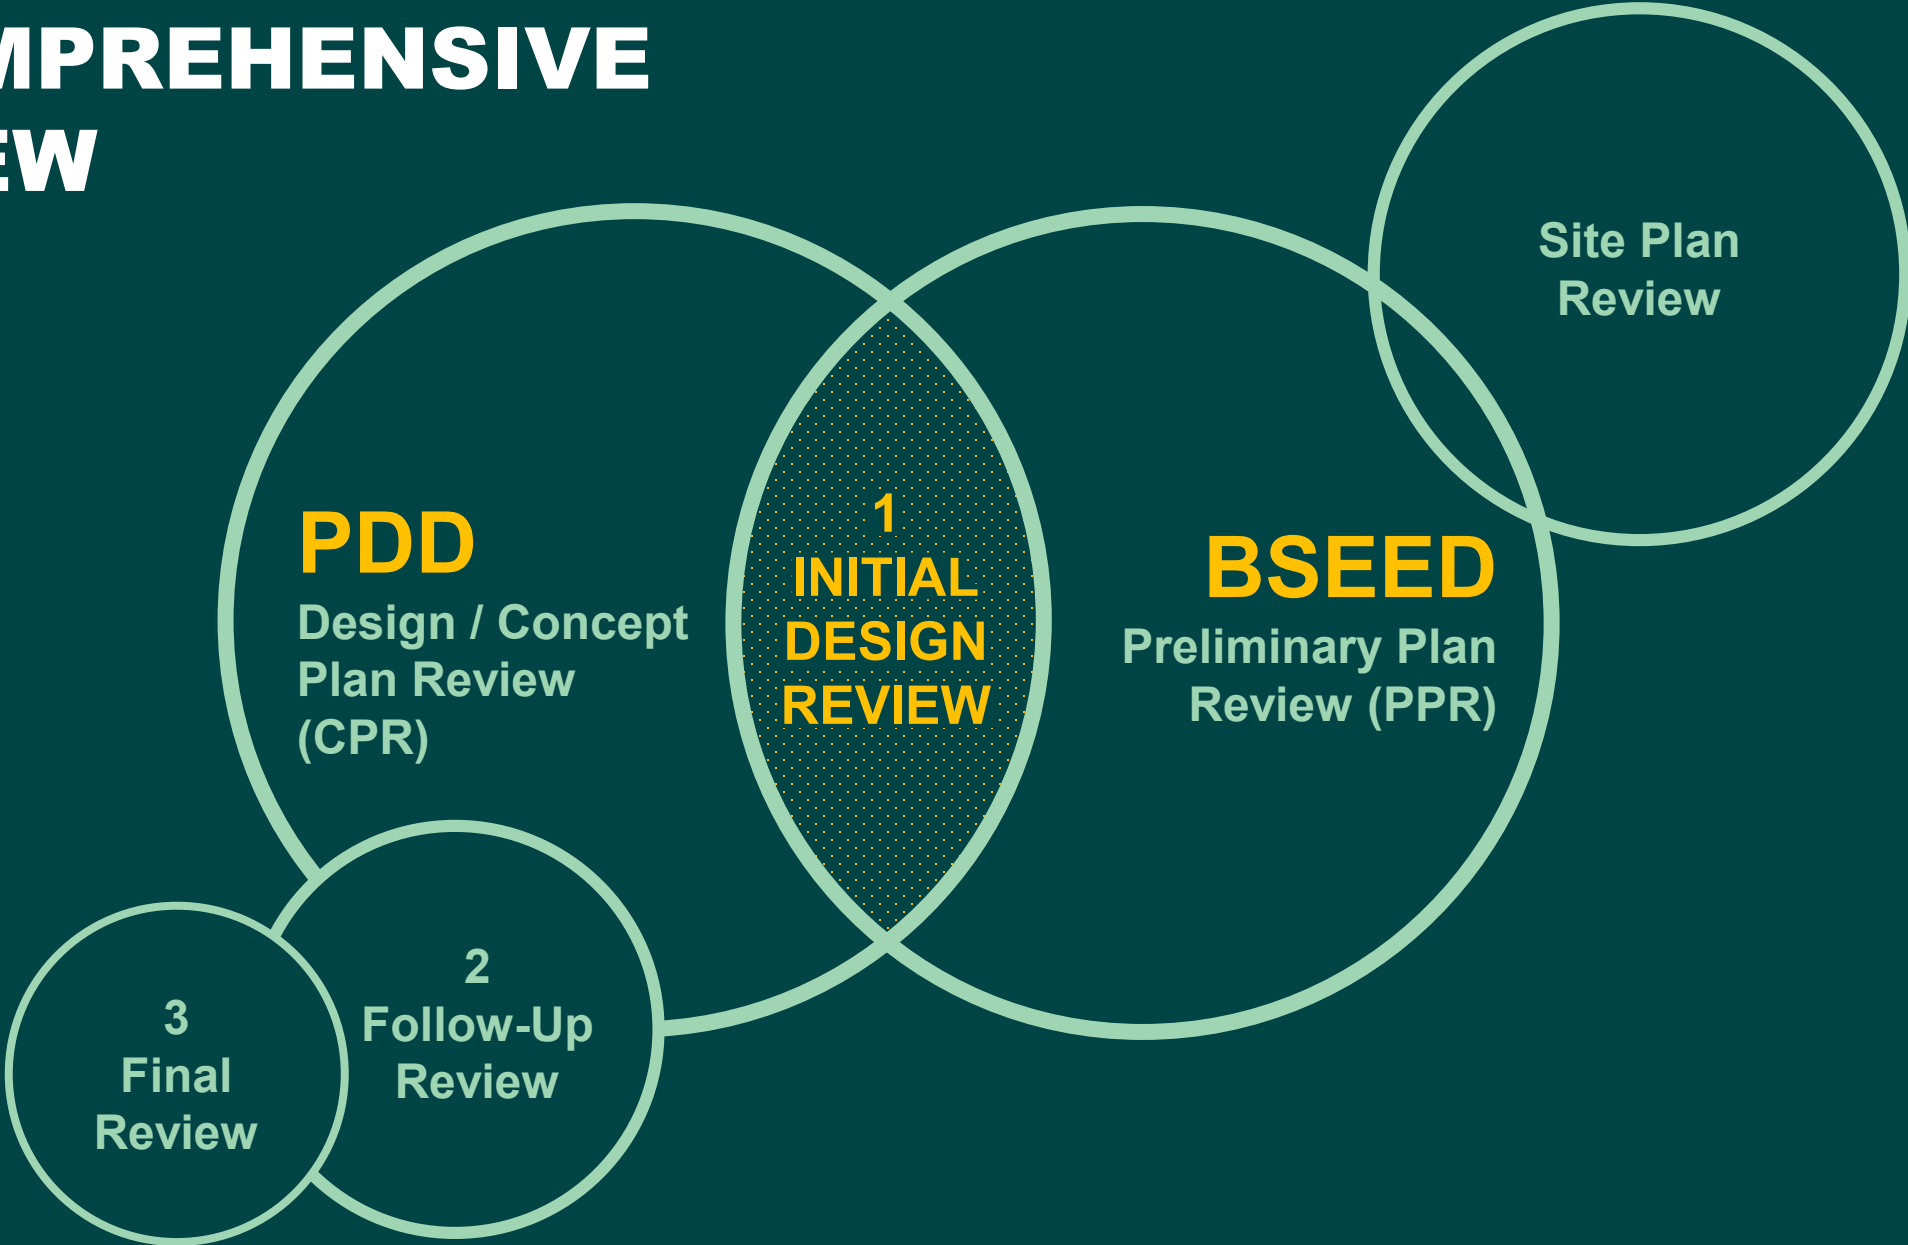 MPREHENSIVE
EW
Site Plan
Review
PDD
Design / Concept
Plan Review
(CPR)
1
INITIAL
DESIGN
REVIEW
BSEED
Preliminary Plan
Review (PPR)
2
Follow-Up
Review
3
Final
Review